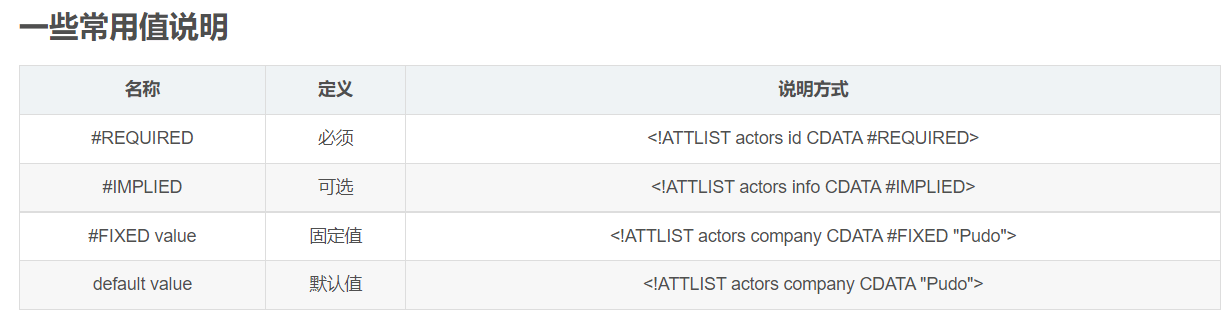 一些常用值说明
名称 定义 说明方式
#REQUIRED 必须 <!ATTLIST actors id CDATA #REQUIRED>
#IMPLIED 可选 <!ATTLIST actors info CDATA #IMPLIED>
#FIXED value 固定值 <!ATTLIST actors company CDATA #FIXED "Pudo">
default value 默认值 <!ATTLIST actors company CDATA "Pudo">